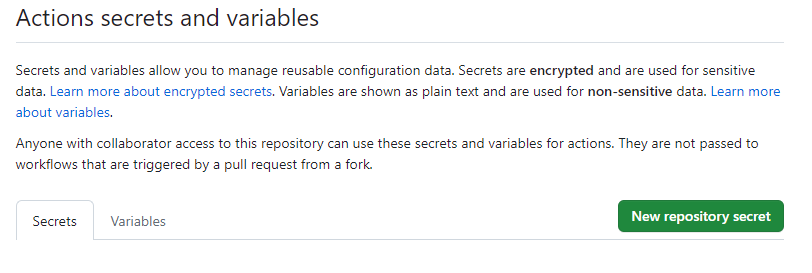 Actions secrets and variables
Secrets and variables allow you to manage reusable configuration data. Secrets are encrypted and are used for sensitive
data. Learn more about encrypted secrets. Variables are shown as plain text and are used for non-sensitive data. Learn more
about variables.
Anyone with collaborator access to this repository can use these secrets and variables for actions. They are not passed to
workflows that are triggered by a pull request from a fork.
Secrets Variables New repository secret